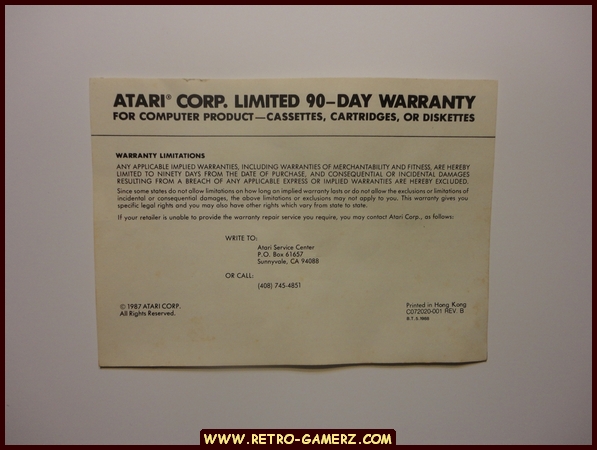 ATARI® CORP. LIMITED 90–DAY WARRANTY
FOR COMPUTER PRODUCT—CASSETTES, CARTRIDGES, OR DISKETTES
WARRANTY LIMITATIONS
ANY APPLICABLE IMPLIED WARRANTIES, INCLUDING WARRANTIES OF MERCHANTABILITY AND FITNESS, ARE HEREBY
LIMITED TO NINETY DAYS FROM THE DATE OF PURCHASE, AND CONSEQUENTIAL OR INCIDENTAL DAMAGES
RESULTING FROM A BREACH OF ANY APPLICABLE EXPRESS OR IMPLIED WARRANTIES ARE HEREBY EXCLUDED.
Since some states do not allow limitations on how long an implied warranty lasts or do not allow the exclusions or limitations of
incidental or consequential damages, the above limitations or exclusions may not apply to you. This warranty gives you
specific legal rights and you may also have other rights which vary from state to state.
If your retailer is unable to provide the warranty repair service you require, you may contact Atari Corp., as follows:
WRITE TO:
Atari Service Center
P.O. Box 61657
Sunnyvale, CA 94088
OR CALL:
(408) 745-4851
© 1987 ATARI CORP.
All Rights Reserved.
Printed in Hong Kong
C072020-001 REV. B
WWW.RETRO-GAMERZ.COM